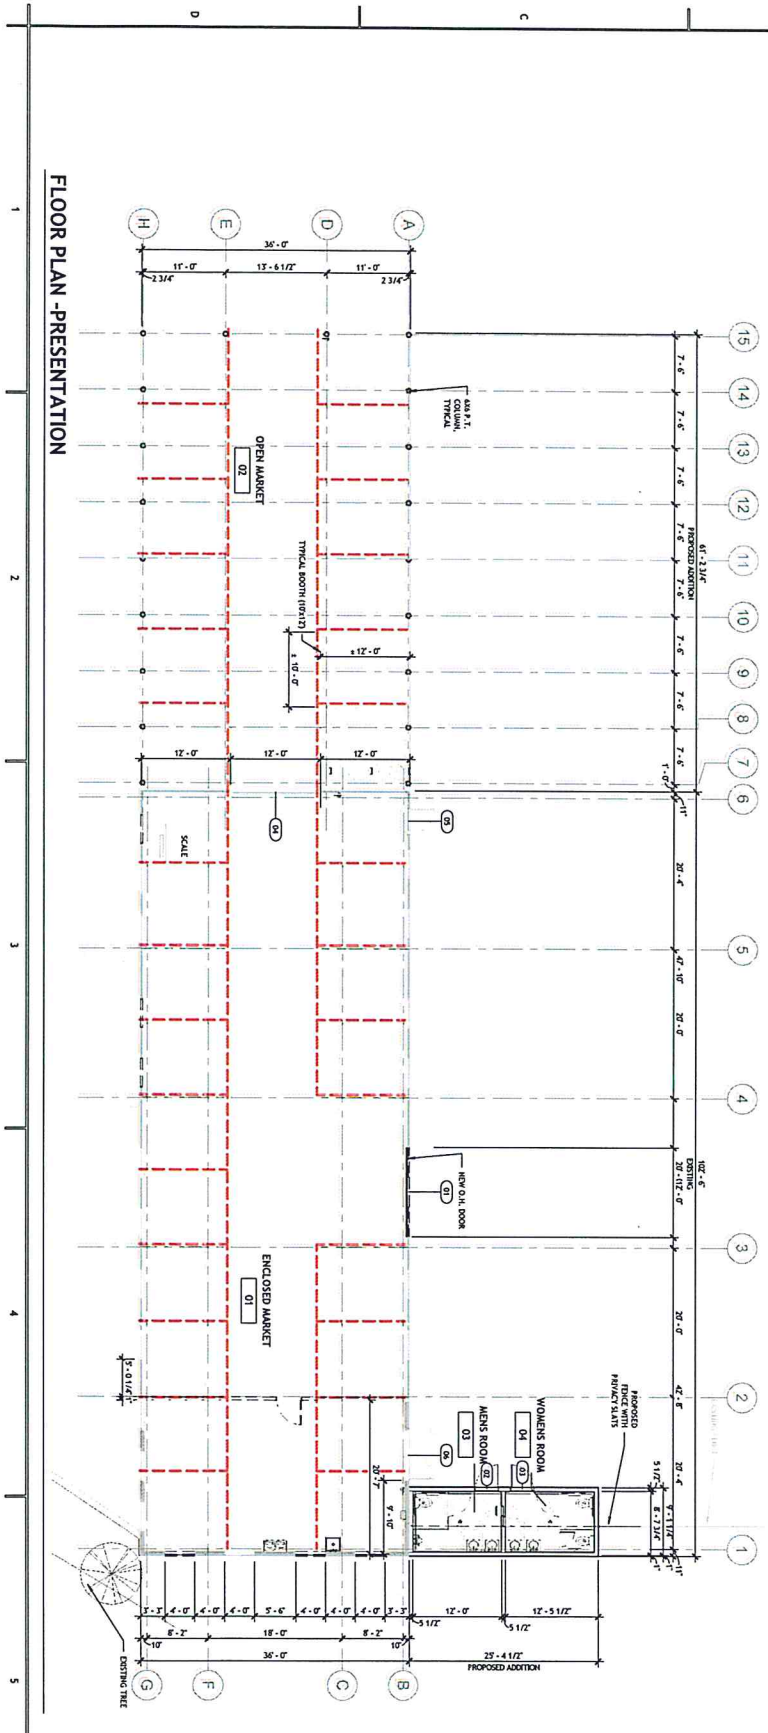 D
C
1
2
3
4
5
FLOOR PLAN -PRESENTATION
H
E
D
A
36' - 0"
11' - 0"
13' - 6 1/2"
11' - 0"
2 3/4"
2 3/4"
15
14
13
12
11
10
9
8
7
6
5
4
3
2
1
61' - 2 3/4"
PROPOSED ADDITION
7' - 6"
7' - 6"
7' - 6"
7' - 6"
7' - 6"
7' - 6"
7' - 6"
7' - 6"
1' - 0"
11"
102' - 6"
EXISTING
20' - 4"
47' - 10"
20' - 0"
20' - 0"
12' - 0"
20' - 0"
42' - 8"
20' - 4"
6X6 P.T.
COLUMN,
TYPICAL
OPEN MARKET
02
TYPICAL BOOTH (10'x12')
± 12' - 0"
± 10' - 0"
12' - 0"
12' - 0"
12' - 0"
04
05
SCALE
NEW O.H. DOOR
01
ENCLOSED MARKET
01
5' - 0 1/4"
20' - 7"
9' - 10"
06
PROPOSED
FENCE WITH
PRIVACY SLATS
WOMENS ROOM
04
MENS ROOM
03
02
03
5 1/2"
8' - 7 3/4"
9' - 1 1/4"
1"
1"
11"
3' - 3"
4' - 0"
4' - 0"
4' - 0"
5' - 6"
4' - 0"
4' - 0"
4' - 0"
3' - 3"
5 1/2"
12' - 0"
5 1/2"
12' - 5 1/2"
10"
8' - 2"
18' - 0"
8' - 2"
10"
36' - 0"
25' - 4 1/2"
PROPOSED ADDITION
G
F
C
B
EXISTING TREE